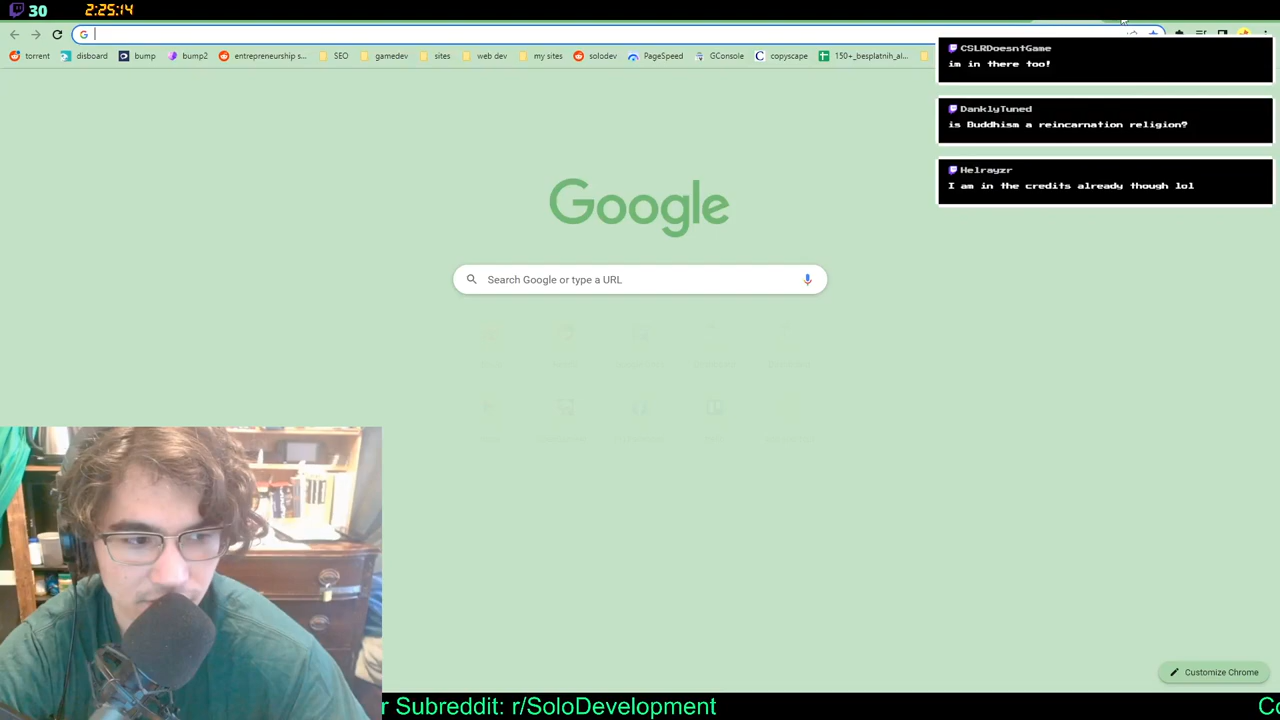 30
2:25:14
torrent
disboard
bump
bump2
entrepreneurship s...
SEO
gamedev
sites
web dev
my sites
solodev
PageSpeed
GConsole
copyscape
150+_besplatnih_al...
CSLRDoesntGame
im in there too!
DanklyTuned
is Buddhism a reincarnation religion?
Helrayzr
I am in the credits already though lol
Google
Search Google or type a URL
Customize Chrome
r Subreddit: r/SoloDevelopment
Co